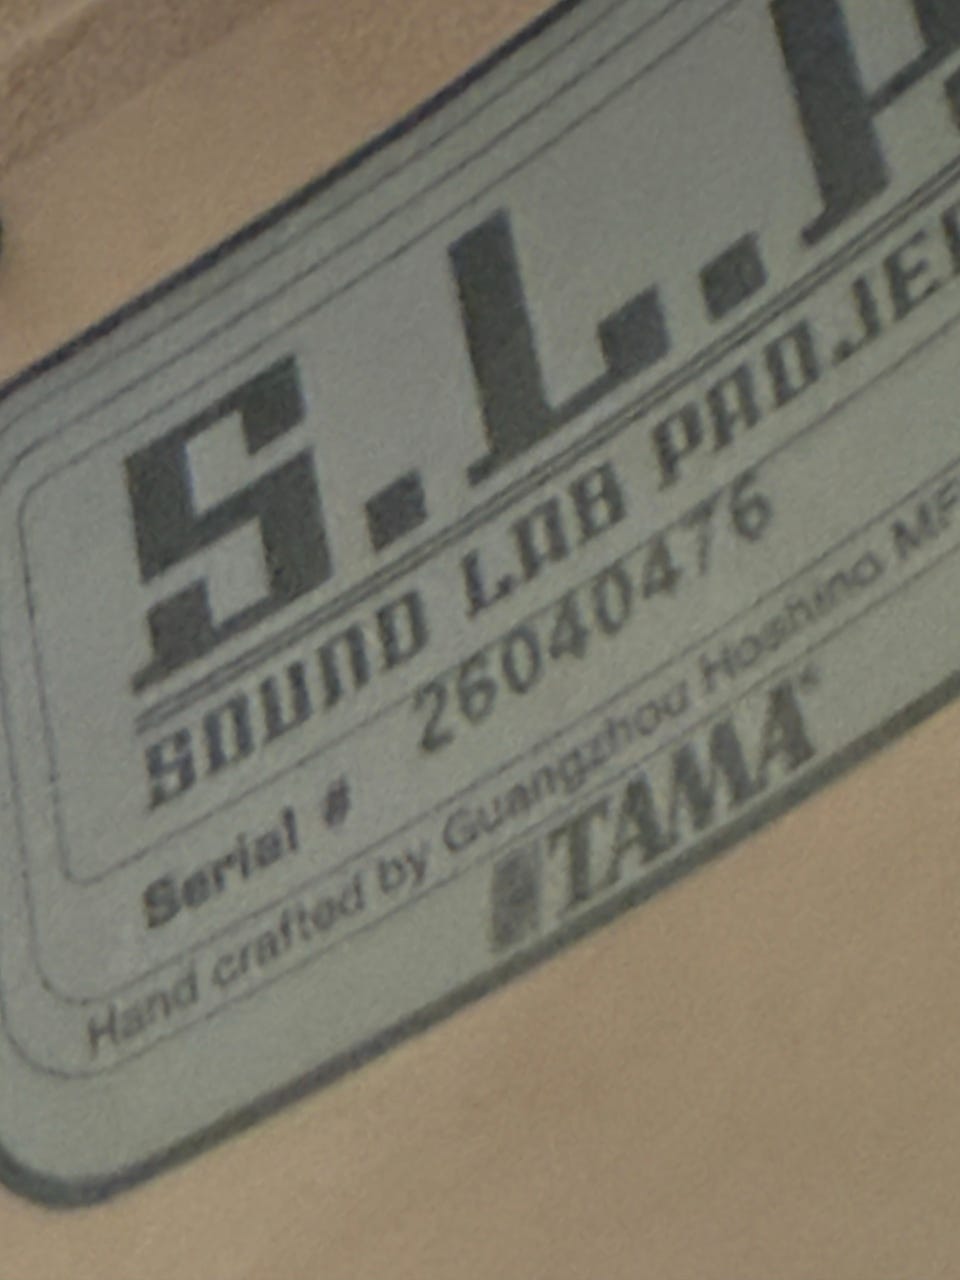 S.L.P
SOUND LAB PROJE
Serial # 26040476
Hand crafted by Guangzhou Hoshino MF
TAMA